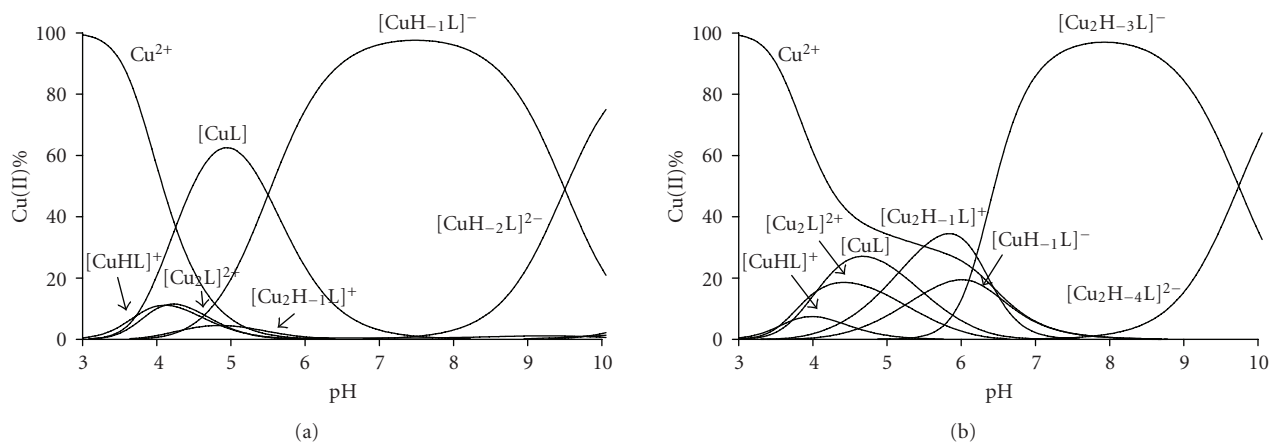 [CuH−1L]−
100
Cu2+
80
[CuL]
60
Cu(II)%
40
[CuH−2L]2−
[CuHL]+
[Cu2L]2+
20
[Cu2H−1L]+
0
3 4 5 6 7 8 9 10
pH
(a)
[Cu2H−3L]−
100
Cu2+
80
60
Cu(II)%
40
[Cu2L]2+
[Cu2H−1L]+
[CuL]
[CuH−1L]−
[CuHL]+
20
[Cu2H−4L]2−
0
3 4 5 6 7 8 9 10
pH
(b)